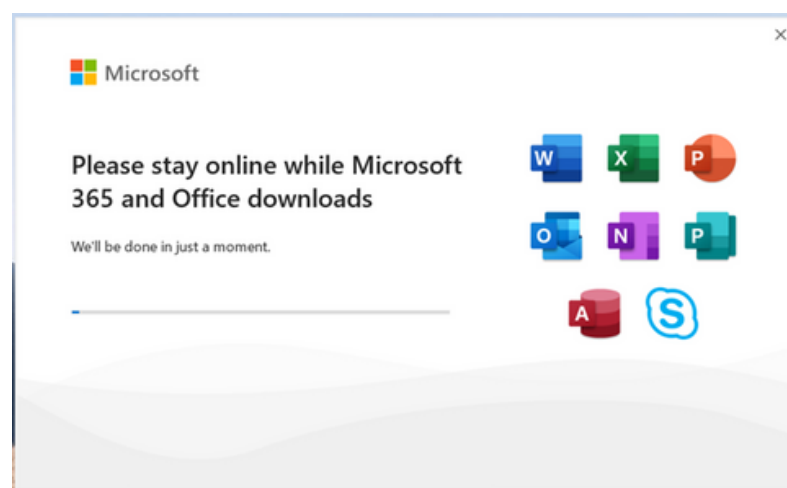 Microsoft
Please stay online while Microsoft
365 and Office downloads
We'll be done in just a moment.
W X P
O N P
A S